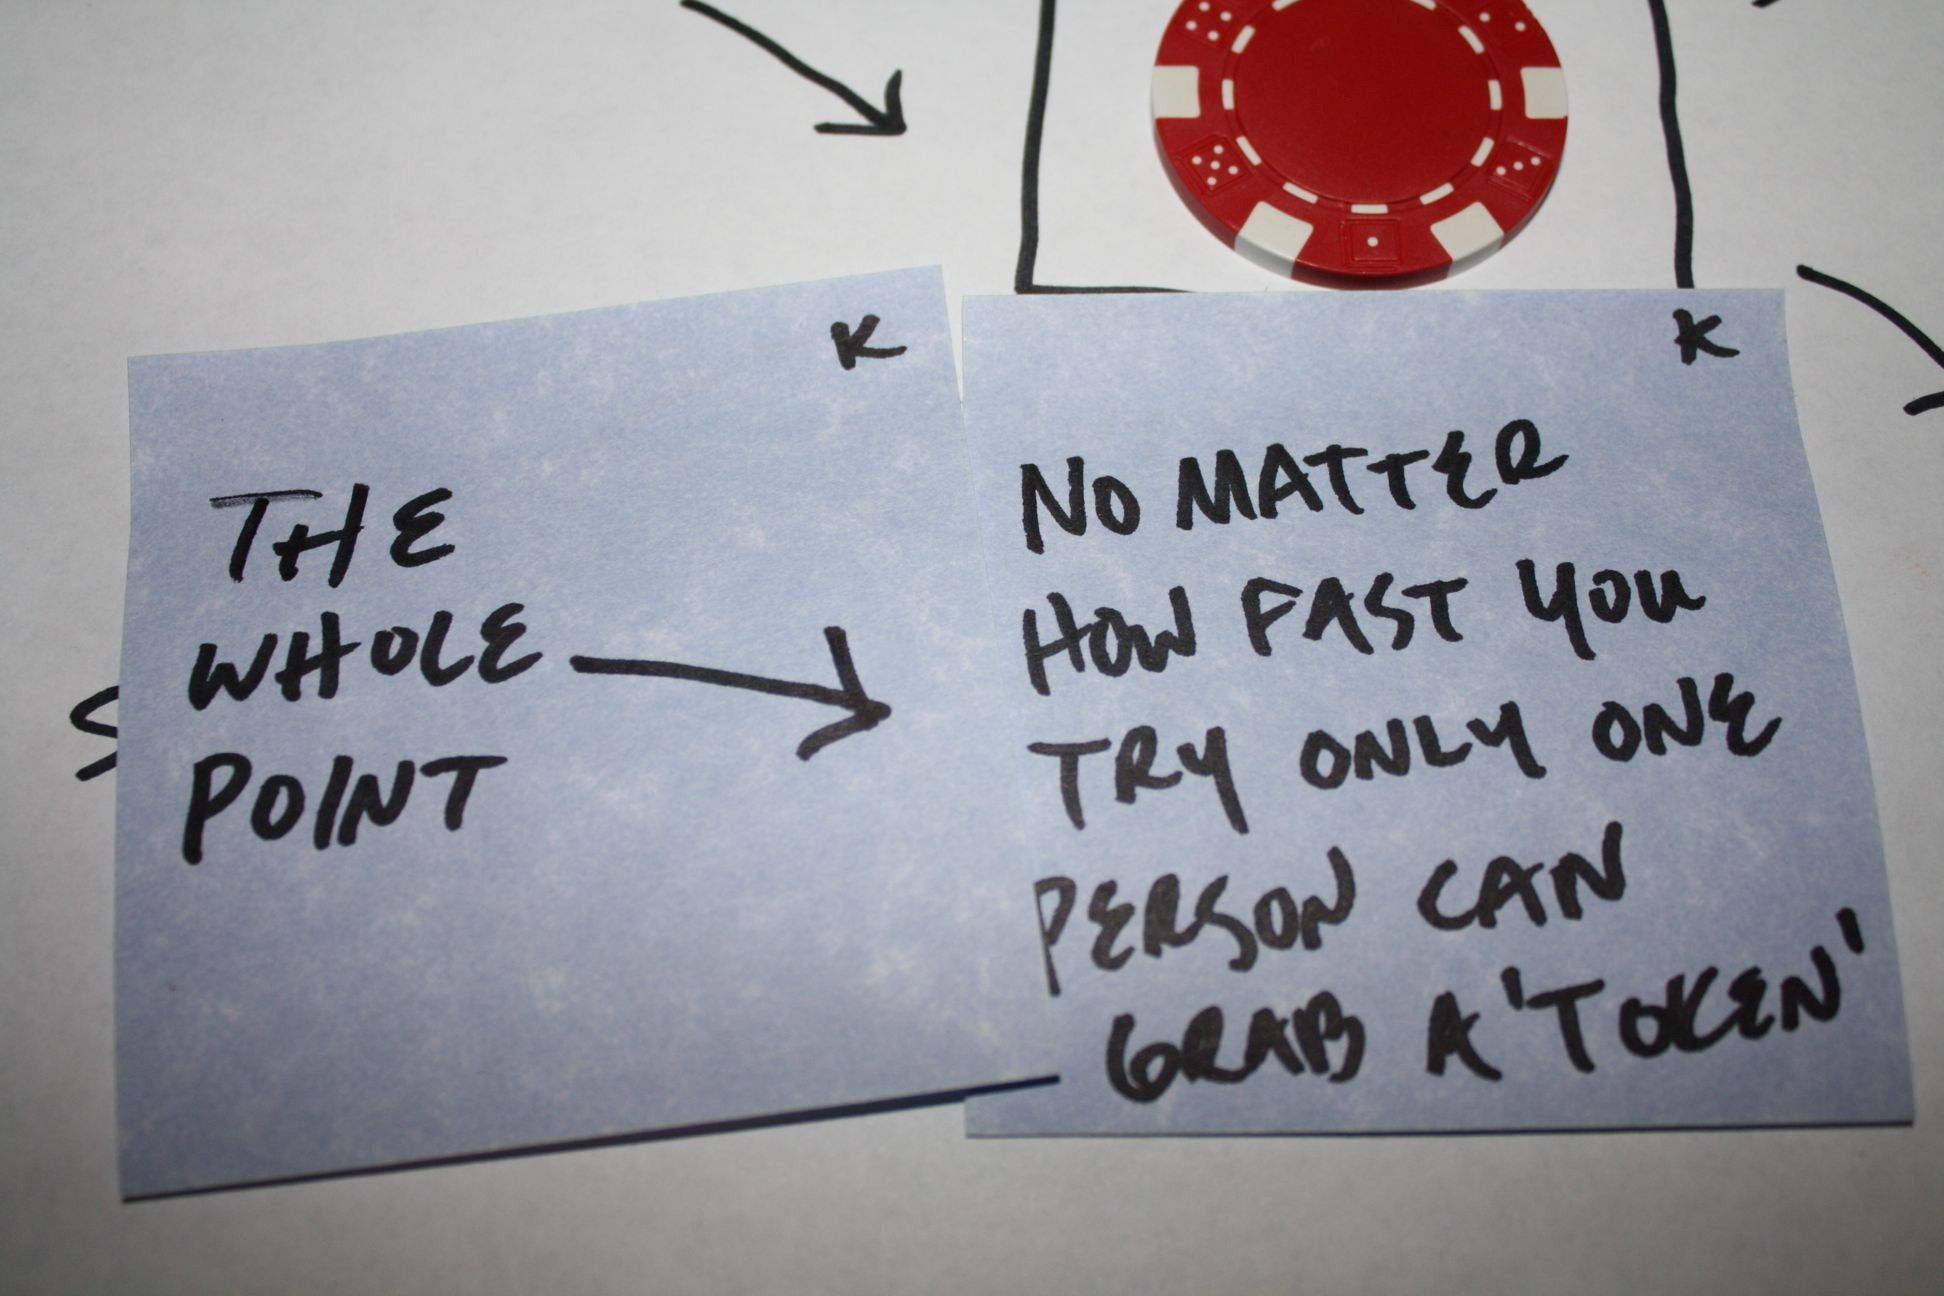 K
THE
WHOLE
POINT
K
NO MATTER
HOW FAST YOU
TRY ONLY ONE
PERSON CAN
GRAB A 'TOKEN'